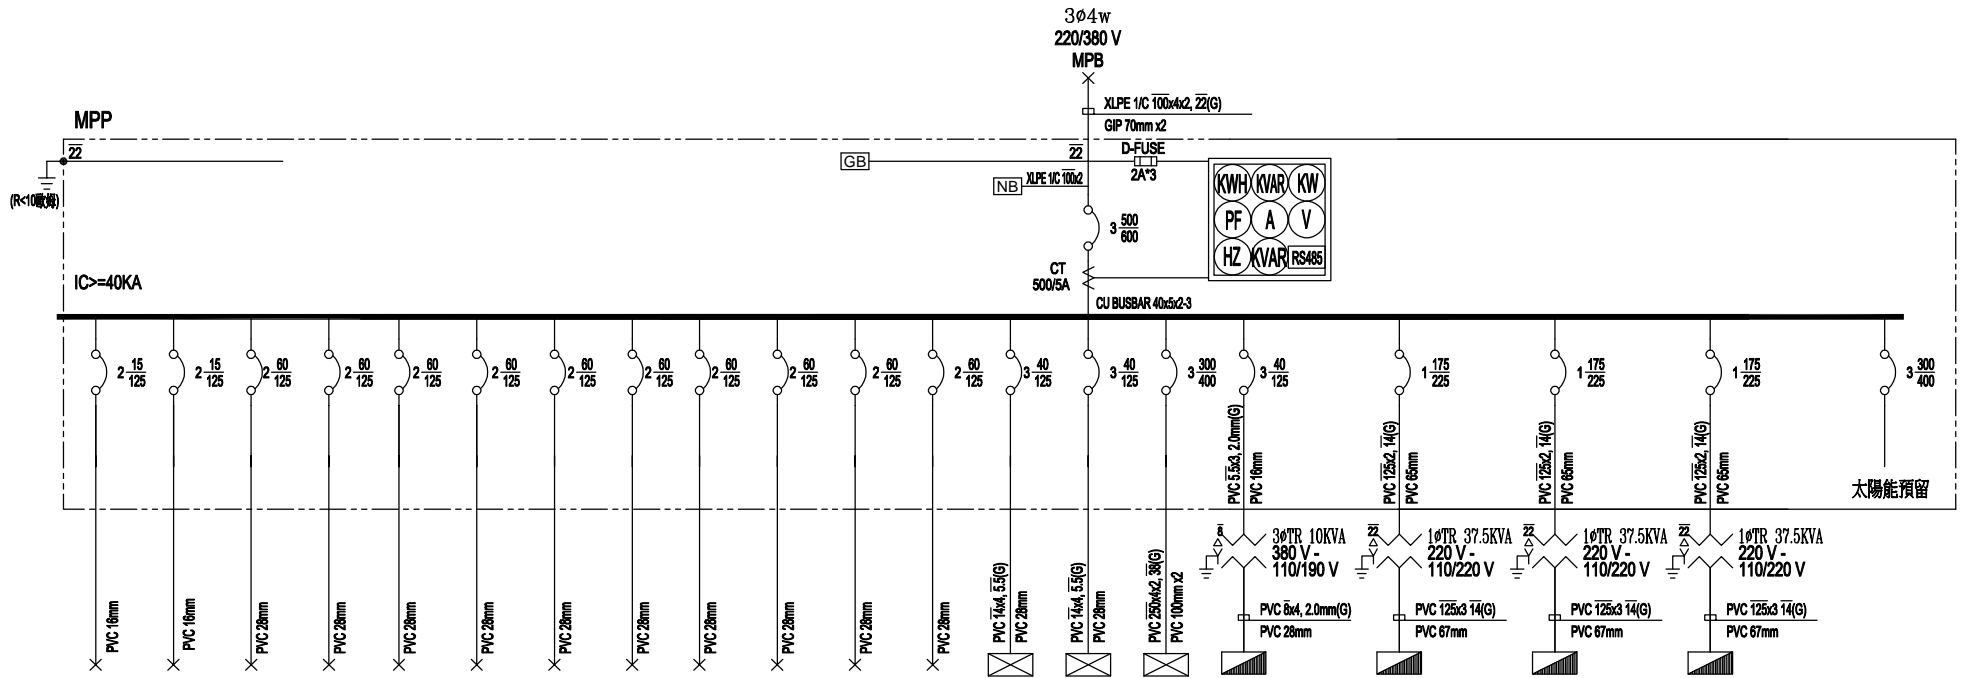 3ø4w
220/380 V
MPB
XLPE 1/C 100x4x2, 22(G)
GIP 70mm x2
MPP
22
(R<10歐姆)
GB
22
D-FUSE
2A*3
NB
XLPE 1/C 100x2
KWH KVAR KW
PF A V
HZ KVAR RS485
3 500/600
CT
500/5A
IC>=40KA
CU BUSBAR 40x5x2-3
2 15/125
2 15/125
2 60/125
2 60/125
2 60/125
2 60/125
2 60/125
2 60/125
2 60/125
2 60/125
2 60/125
2 60/125
3 40/125
3 40/125
3 300/400
3 40/125
1 175/225
1 175/225
1 175/225
3 300/400
PVC 5.5x3, 2.0mm(G)
PVC 16mm
PVC 125x2, 14(G)
PVC 65mm
PVC 125x2, 14(G)
PVC 65mm
PVC 125x2, 14(G)
PVC 65mm
太陽能預留
8
3øTR 10KVA
380 V -
110/190 V
22
1øTR 37.5KVA
220 V -
110/220 V
22
1øTR 37.5KVA
220 V -
110/220 V
22
1øTR 37.5KVA
220 V -
110/220 V
PVC 16mm
PVC 16mm
PVC 28mm
PVC 28mm
PVC 28mm
PVC 28mm
PVC 28mm
PVC 28mm
PVC 28mm
PVC 28mm
PVC 28mm
PVC 28mm
PVC 14x4, 5.5(G)
PVC 28mm
PVC 14x4, 5.5(G)
PVC 28mm
PVC 250x4x2, 38(G)
PVC 100mm x2
PVC 8x4, 2.0mm(G)
PVC 28mm
PVC 125x3 14(G)
PVC 67mm
PVC 125x3 14(G)
PVC 67mm
PVC 125x3 14(G)
PVC 67mm